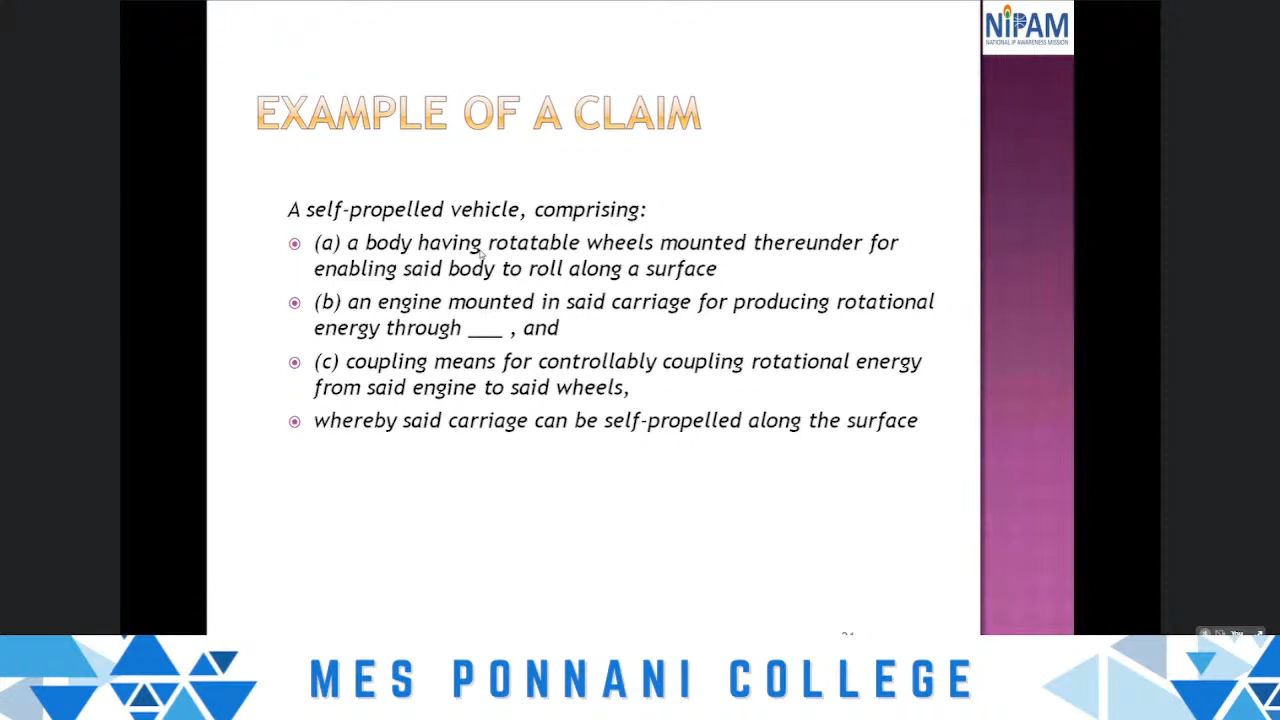 NiPAM
NATIONAL IP AWARENESS MISSION
EXAMPLE OF A CLAIM
A self-propelled vehicle, comprising:
(a) a body having rotatable wheels mounted thereunder for
enabling said body to roll along a surface
(b) an engine mounted in said carriage for producing rotational
energy through ___ , and
(c) coupling means for controllably coupling rotational energy
from said engine to said wheels,
whereby said carriage can be self-propelled along the surface
You
MES PONNANI COLLEGE